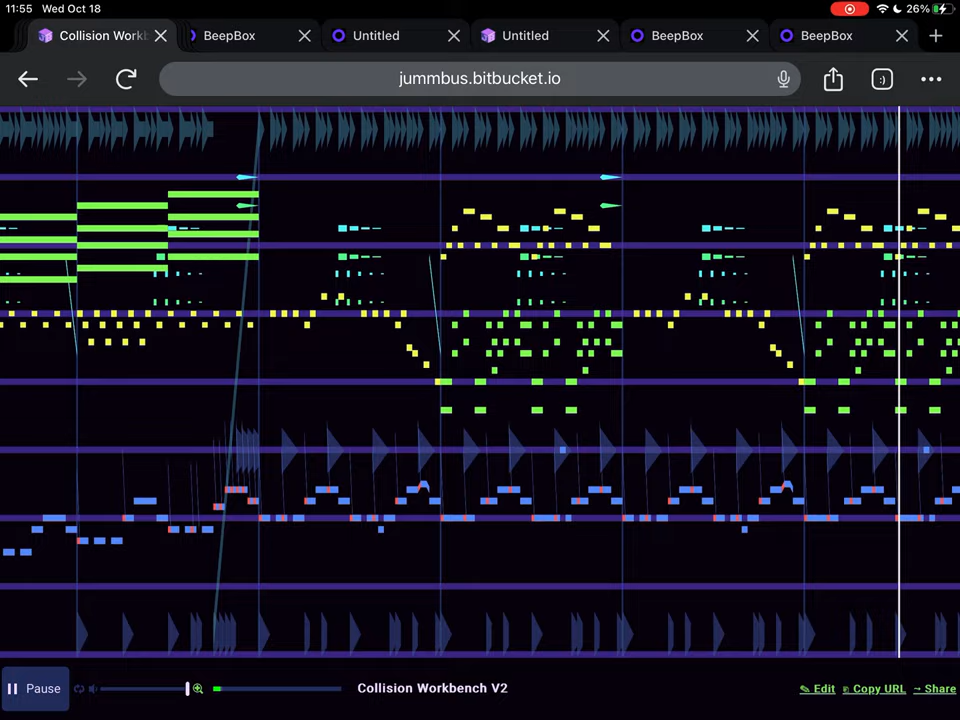 11:55 Wed Oct 18 26%
Collision Workb BeepBox Untitled Untitled BeepBox BeepBox
jummbus.bitbucket.io
Pause Collision Workbench V2 Edit Copy URL Share